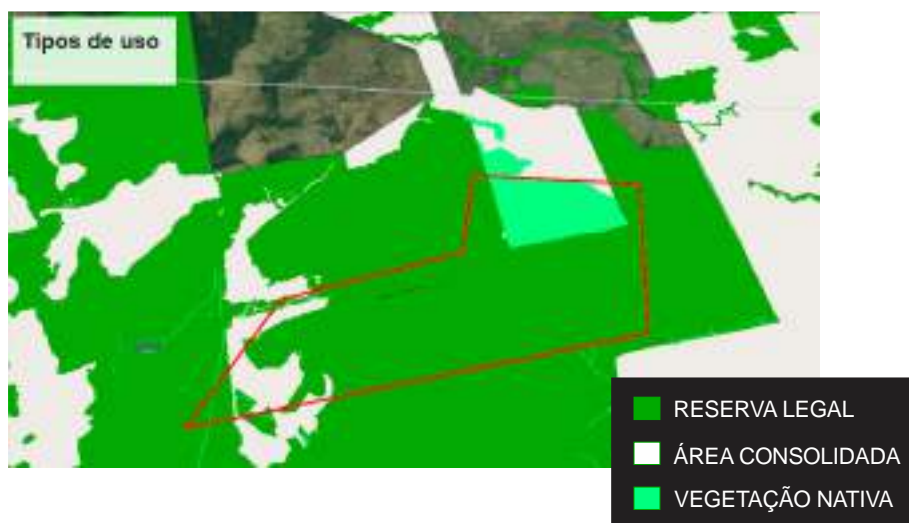 Tipos de uso
RESERVA LEGAL
ÁREA CONSOLIDADA
VEGETAÇÃO NATIVA